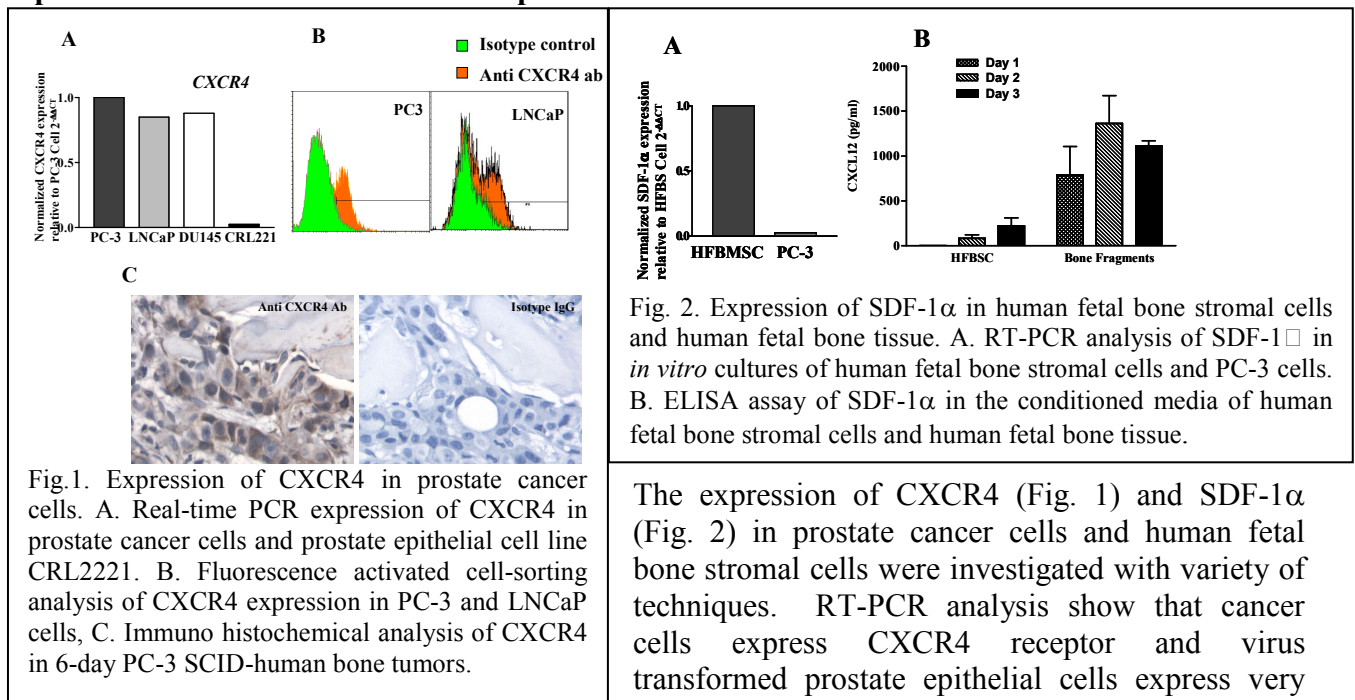 A
CXCR4
Normalized CXCR4 expression
relative to PC-3 Cell 2-ΔΔCT
1.0
0.5
0.0
PC-3 LNCaP DU145 CRL221
B
Isotype control
Anti CXCR4 ab
PC3
LNCaP
C
Anti CXCR4 Ab
Isotype IgG
Fig.1. Expression of CXCR4 in prostate cancer
cells. A. Real-time PCR expression of CXCR4 in
prostate cancer cells and prostate epithelial cell line
CRL2221. B. Fluorescence activated cell-sorting
analysis of CXCR4 expression in PC-3 and LNCaP
cells, C. Immuno histochemical analysis of CXCR4
in 6-day PC-3 SCID-human bone tumors.
A
Normalized SDF-1α expression
relative to HFBS Cell 2-ΔΔCT
1.0
0.5
0.0
HFBMSC PC-3
B
Day 1
Day 2
Day 3
CXCL12 (pg/ml)
2000
1500
1000
500
0
HFBSC Bone Fragments
Fig. 2. Expression of SDF-1α in human fetal bone stromal cells
and human fetal bone tissue. A. RT-PCR analysis of SDF-1□ in
in vitro cultures of human fetal bone stromal cells and PC-3 cells.
B. ELISA assay of SDF-1α in the conditioned media of human
fetal bone stromal cells and human fetal bone tissue.
The expression of CXCR4 (Fig. 1) and SDF-1α
(Fig. 2) in prostate cancer cells and human fetal
bone stromal cells were investigated with variety of
techniques. RT-PCR analysis show that cancer
cells express CXCR4 receptor and virus
transformed prostate epithelial cells express very